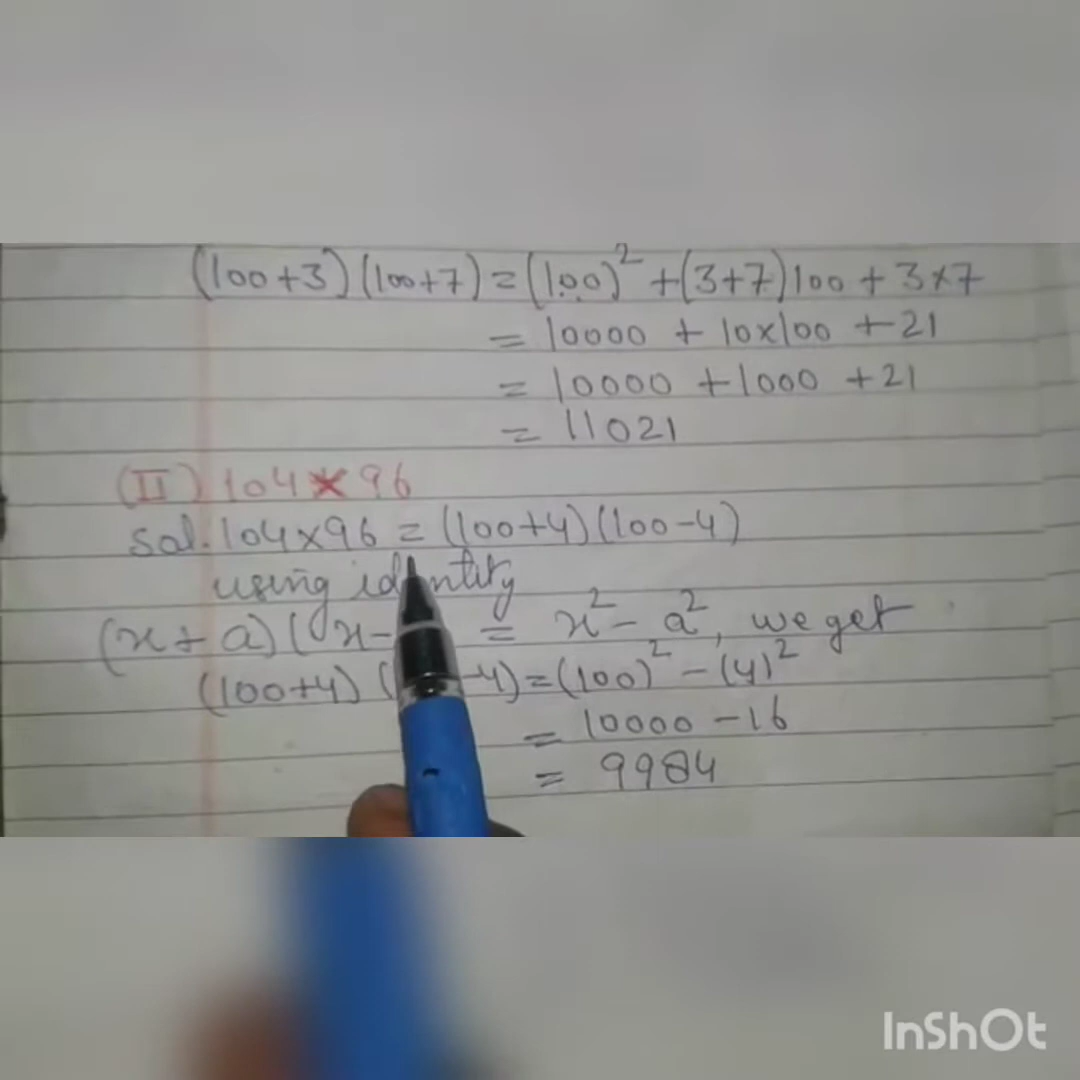 (100+3)(100+7) = (100)² + (3+7)100 + 3×7
= 10000 + 10×100 + 21
= 10000 + 1000 + 21
= 11021
(II) 104×96
sol. 104×96 = (100+4)(100-4)
using identity
(x+a)(x- = x² - a², we get
(100+4)( -4) = (100)² - (4)²
= 10000 - 16
= 9984
InShOt